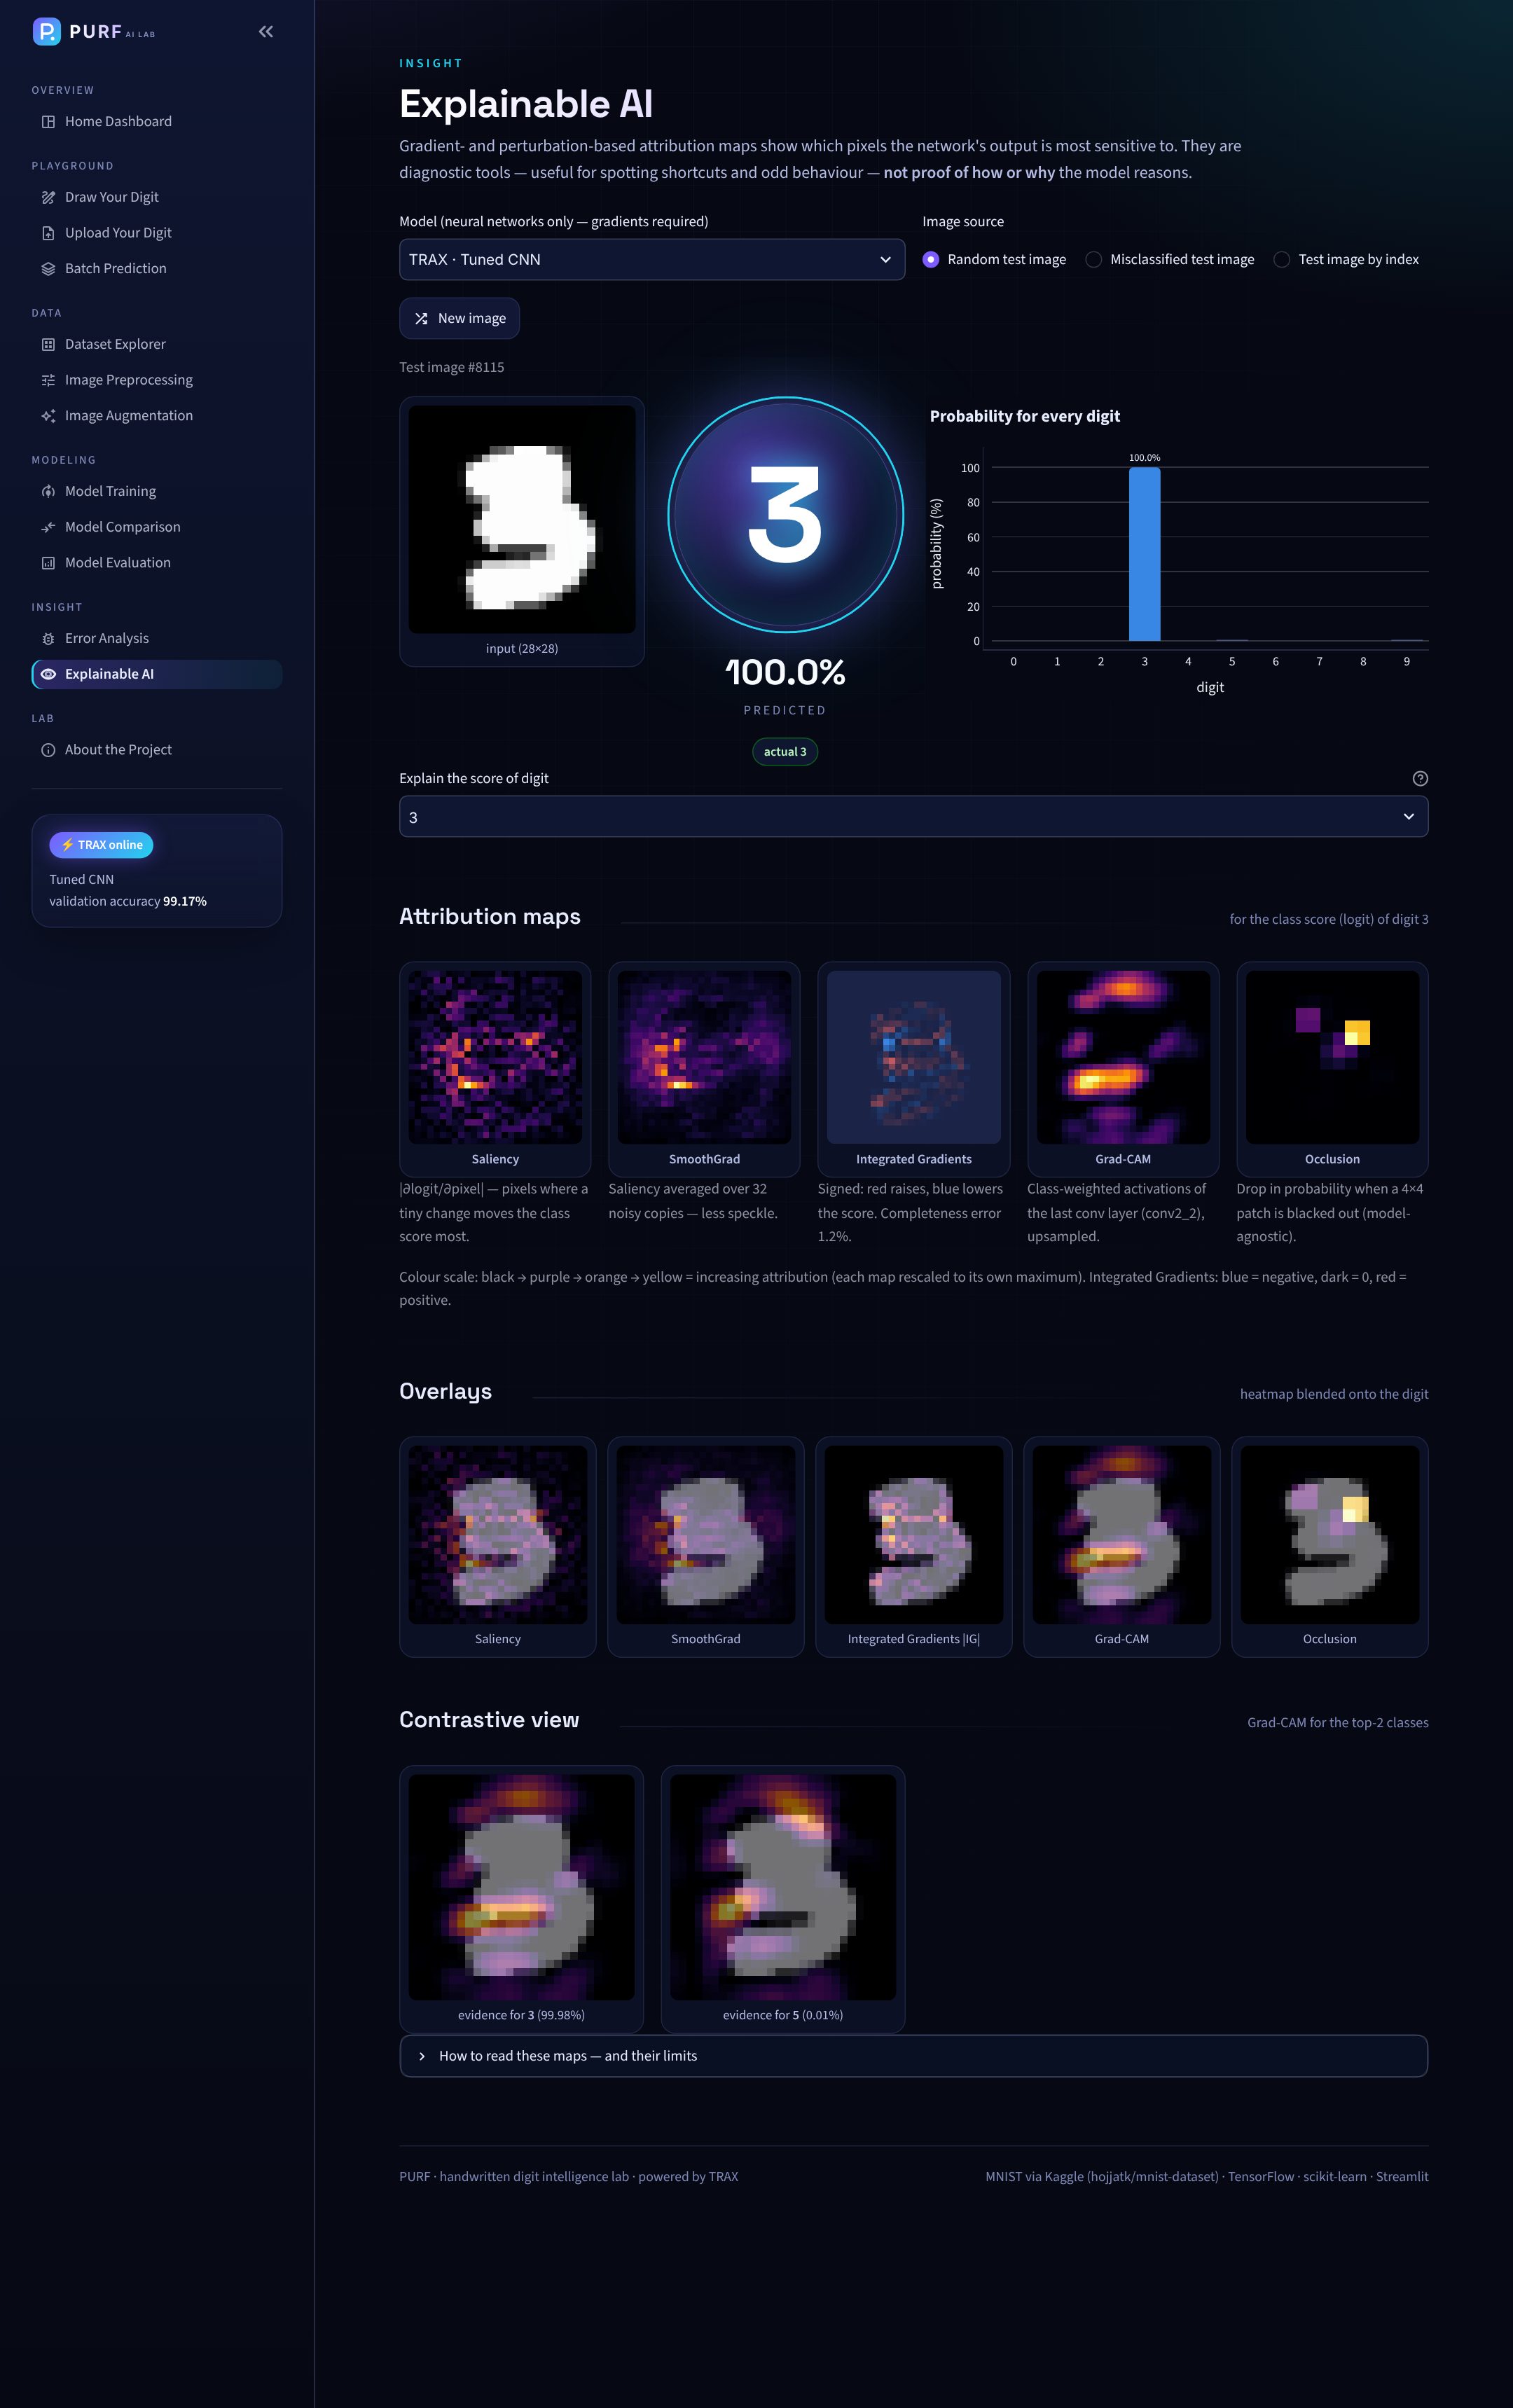 PURF AI LAB
OVERVIEW
Home Dashboard
PLAYGROUND
Draw Your Digit
Upload Your Digit
Batch Prediction
DATA
Dataset Explorer
Image Preprocessing
Image Augmentation
MODELING
Model Training
Model Comparison
Model Evaluation
INSIGHT
Error Analysis
Explainable AI
LAB
About the Project
⚡ TRAX online
Tuned CNN
validation accuracy 99.17%
INSIGHT
Explainable AI
Gradient- and perturbation-based attribution maps show which pixels the network's output is most sensitive to. They are
diagnostic tools — useful for spotting shortcuts and odd behaviour — not proof of how or why the model reasons.
Model (neural networks only — gradients required)
TRAX · Tuned CNN
Image source
Random test image
Misclassified test image
Test image by index
New image
Test image #8115
input (28×28)
3
100.0%
PREDICTED
actual 3
Probability for every digit
100.0%
100
80
60
40
20
0
probability (%)
0 1 2 3 4 5 6 7 8 9
digit
Explain the score of digit
3
Attribution maps
for the class score (logit) of digit 3
Saliency
|∂logit/∂pixel| — pixels where a
tiny change moves the class
score most.
SmoothGrad
Saliency averaged over 32
noisy copies — less speckle.
Integrated Gradients
Signed: red raises, blue lowers
the score. Completeness error
1.2%.
Grad-CAM
Class-weighted activations of
the last conv layer (conv2_2),
upsampled.
Occlusion
Drop in probability when a 4×4
patch is blacked out (model-
agnostic).
Colour scale: black → purple → orange → yellow = increasing attribution (each map rescaled to its own maximum). Integrated Gradients: blue = negative, dark = 0, red =
positive.
Overlays
heatmap blended onto the digit
Saliency
SmoothGrad
Integrated Gradients |IG|
Grad-CAM
Occlusion
Contrastive view
Grad-CAM for the top-2 classes
evidence for 3 (99.98%)
evidence for 5 (0.01%)
How to read these maps — and their limits
PURF · handwritten digit intelligence lab · powered by TRAX
MNIST via Kaggle (hojjatk/mnist-dataset) · TensorFlow · scikit-learn · Streamlit